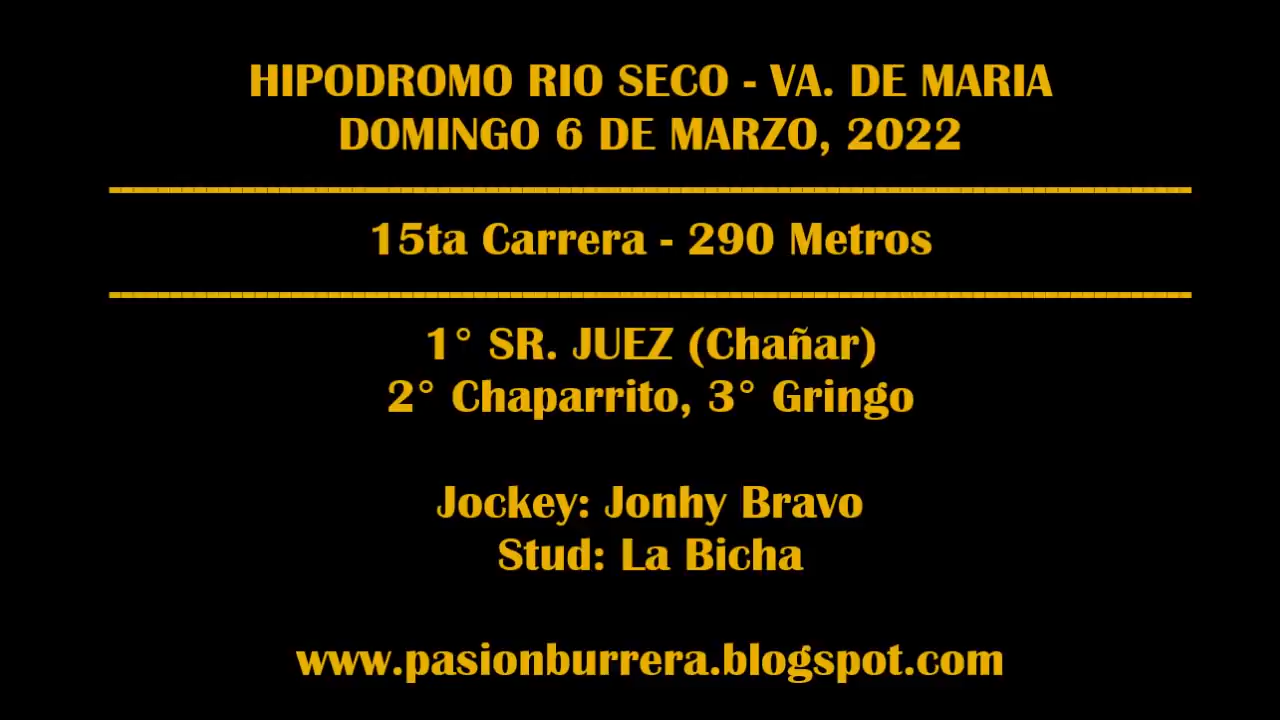 HIPODROMO RIO SECO - VA. DE MARIA
DOMINGO 6 DE MARZO, 2022
15ta Carrera - 290 Metros
1° SR. JUEZ (Chañar)
2° Chaparrito, 3° Gringo
Jockey: Jonhy Bravo
Stud: La Bicha
www.pasionburrera.blogspot.com